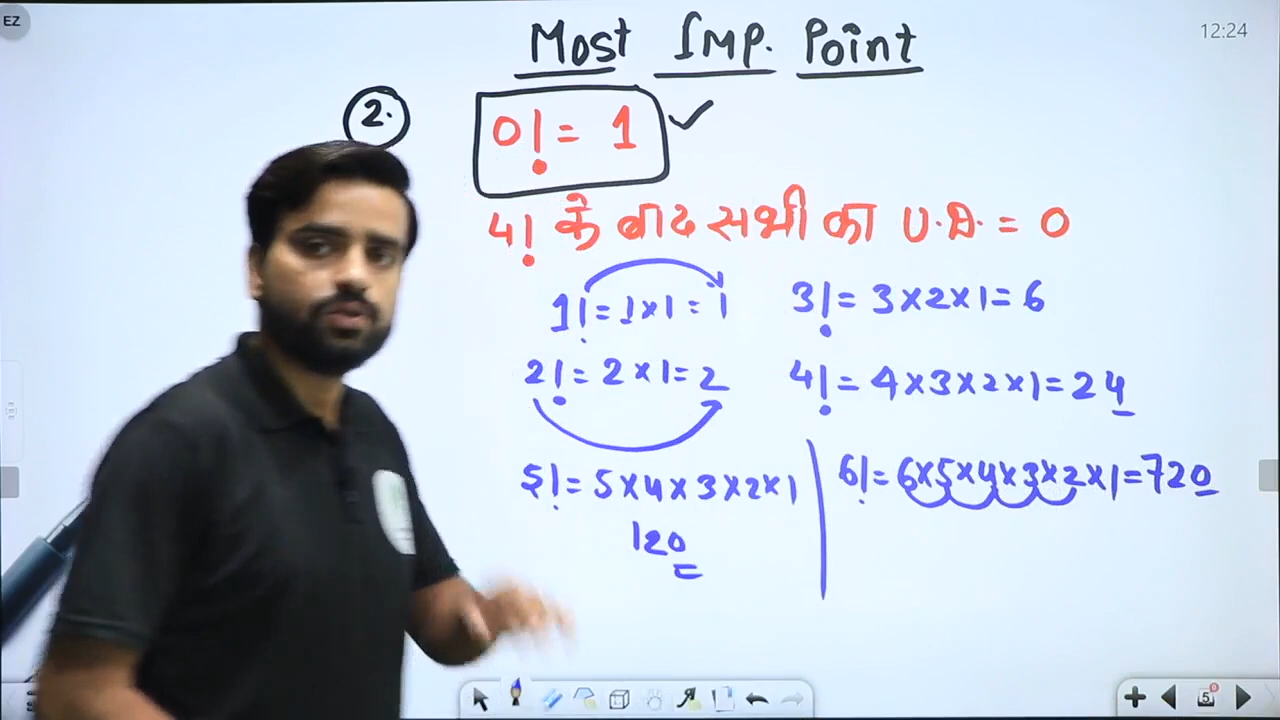 EZ
12:24
Most Imp. Point
2.
0! = 1
4! के बाद सभी का U.D. = 0
1! = 1×1 = 1
3! = 3×2×1 = 6
2! = 2×1 = 2
4! = 4×3×2×1 = 24
5! = 5×4×3×2×1
120
6! = 6×5×4×3×2×1 = 720
5